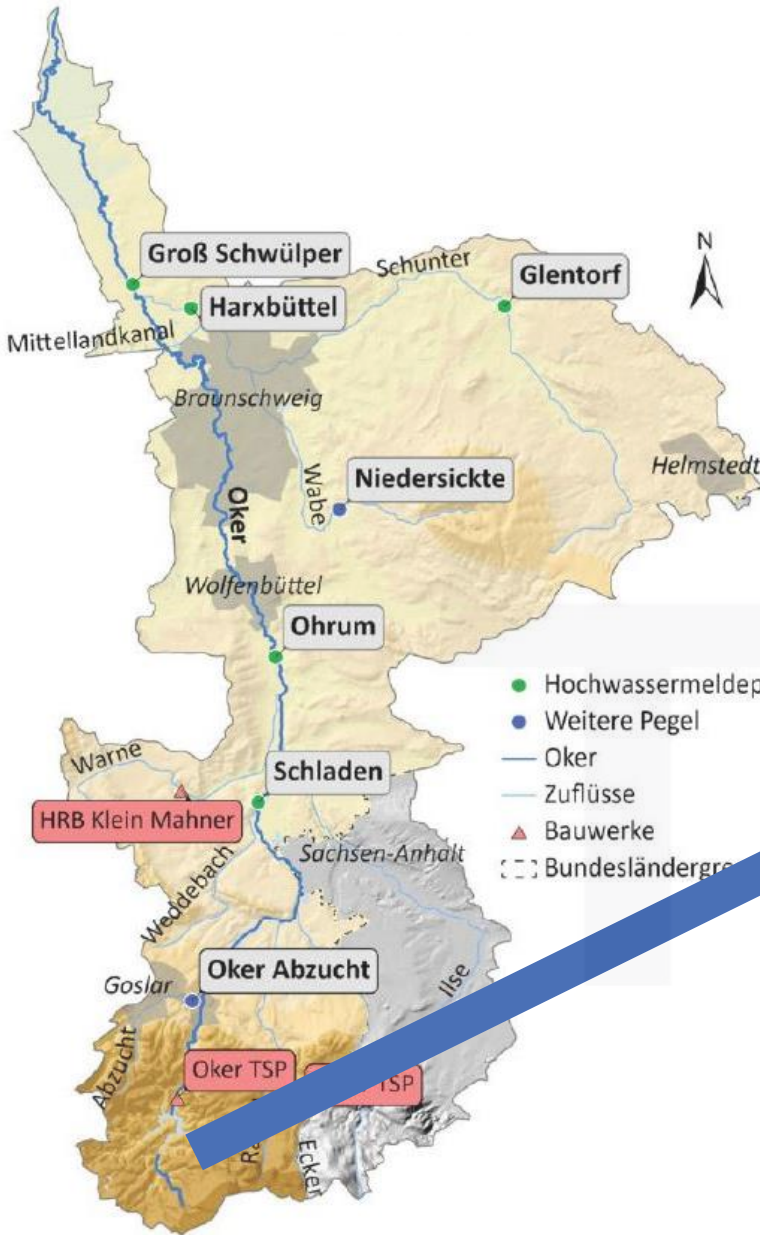 N
Groß Schwülper
Schunter
Glentorf
Harxbüttel
Mittellandkanal
Braunschweig
Helmstedt
Niedersickte
Wabe
Oker
Wolfenbüttel
Ohrum
Hochwassermeldep
Weitere Pegel
Oker
Zuflüsse
Bauwerke
Bundesländergre
Warne
Schladen
HRB Klein Mahner
Sachsen-Anhalt
Weddebach
Oker Abzucht
Goslar
Ilse
Abzucht
Oker TSP
TSP
Ecker